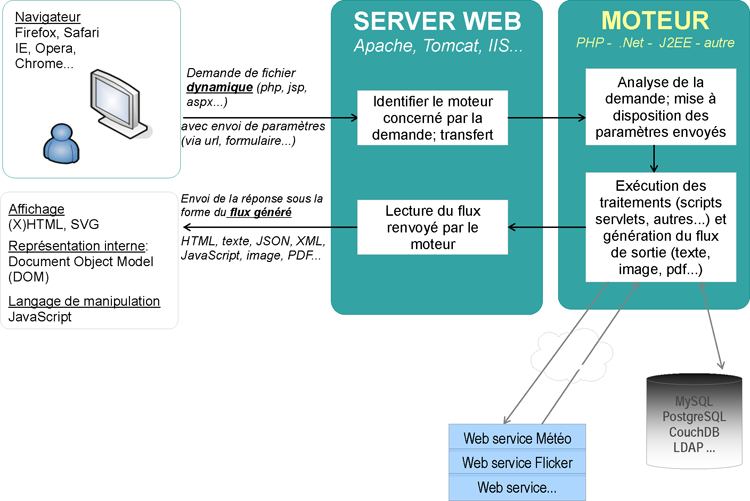 Navigateur
Firefox, Safari
IE, Opera,
Chrome...
Demande de fichier
dynamique (php, jsp,
aspx...)
avec envoi de paramètres
(via url, formulaire...)
SERVER WEB
Apache, Tomcat, IIS...
Identifier le moteur
concerné par la
demande; transfert
MOTEUR
PHP - .Net - J2EE - autre
Analyse de la
demande; mise à
disposition des
paramètres envoyés
Exécution des
traitements (scripts
servlets, autres...) et
génération du flux
de sortie (texte,
image, pdf...)
Lecture du flux
renvoyé par le
moteur
Envoi de la réponse sous la
forme du flux généré
HTML, texte, JSON, XML,
JavaScript, image, PDF...
Affichage
(X)HTML, SVG
Représentation interne:
Document Object Model
(DOM)
Langage de manipulation
JavaScript
Web service Météo
Web service Flicker
Web service...
MySQL
PostgreSQL
CouchDB
LDAP ...